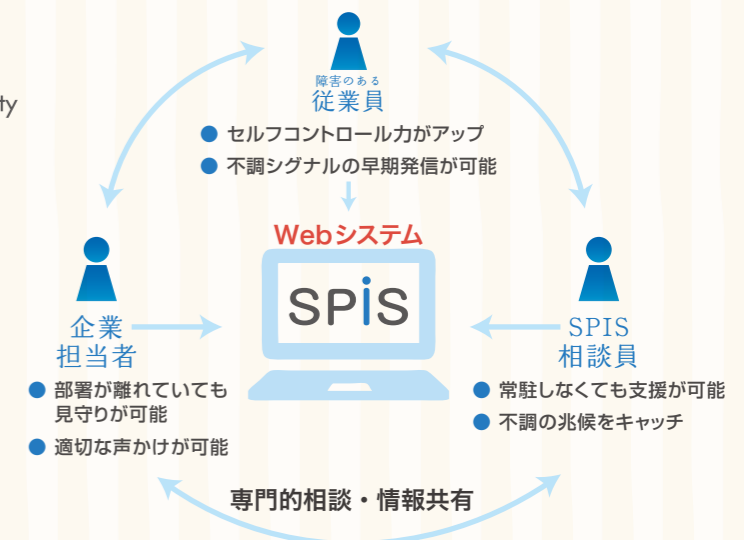 ty
障害のある
従業員
● セルフコントロール力がアップ
● 不調シグナルの早期発信が可能
Webシステム
SPiS
企業
担当者
● 部署が離れていても
見守りが可能
● 適切な声かけが可能
SPIS
相談員
● 常駐しなくても支援が可能
● 不調の兆候をキャッチ
専門的相談・情報共有